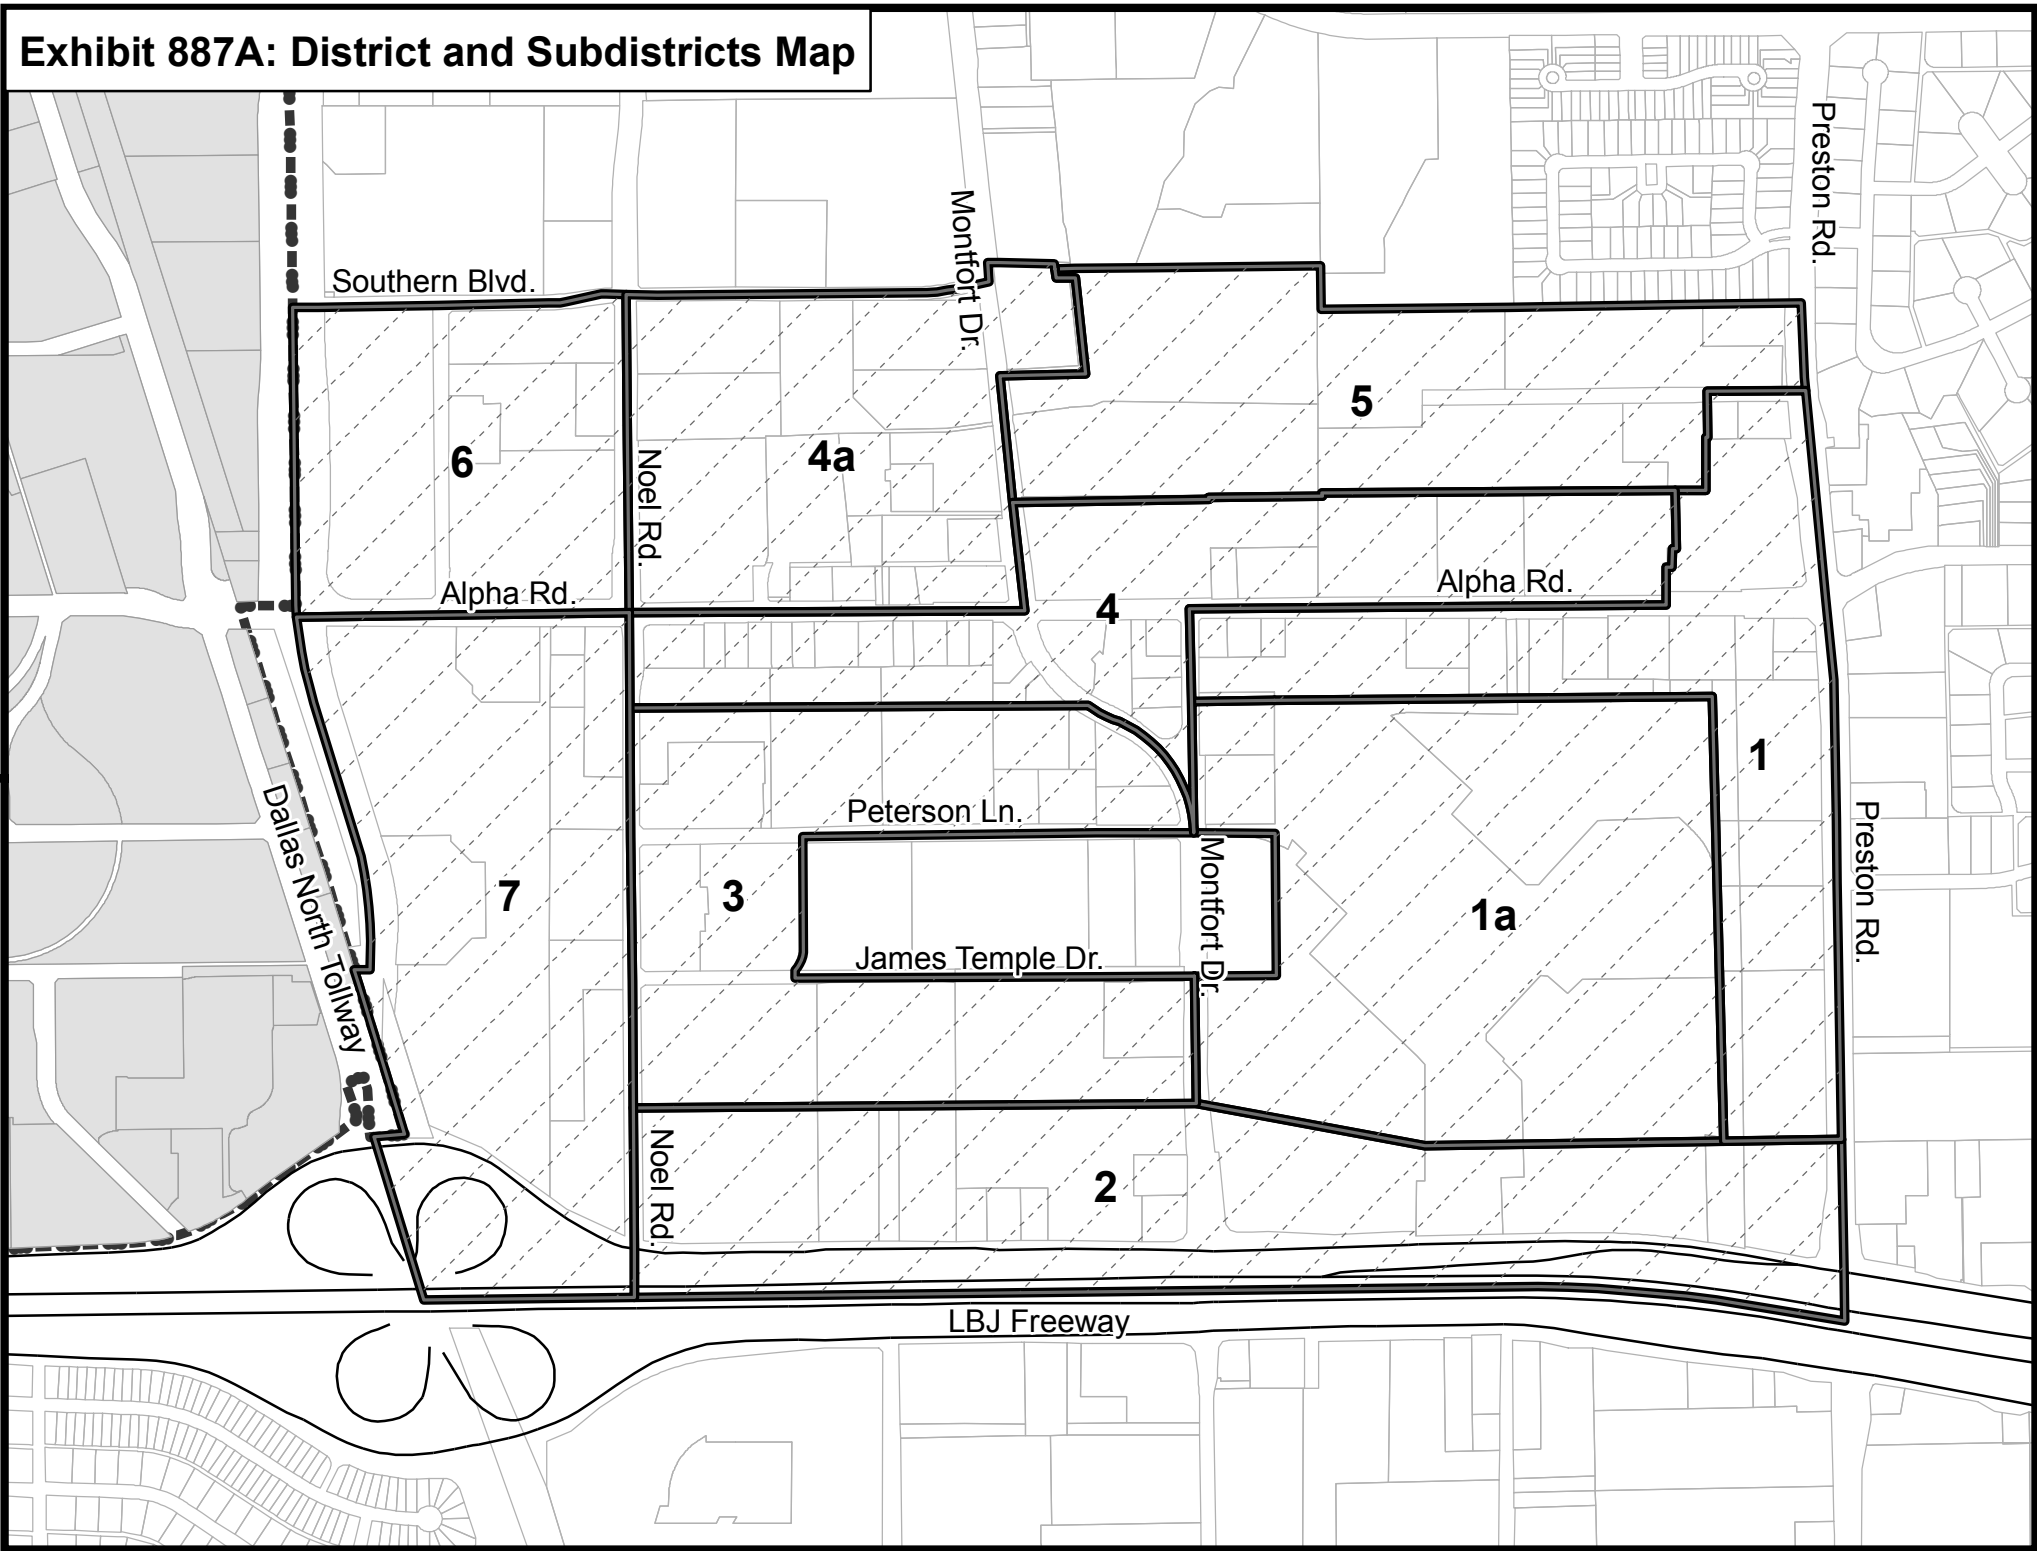 Exhibit 887A: District and Subdistricts Map
Preston Rd.
Montfort Dr.
Southern Blvd.
5
6
4a
Noel Rd.
Alpha Rd.
Alpha Rd.
4
1
Dallas North Tollway
Peterson Ln.
Montfort Dr.
Preston Rd.
7
3
1a
James Temple Dr.
Noel Rd.
2
LBJ Freeway